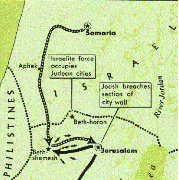 Samaria
Israelite force
occupies
Judean cities
Aphek
ISRAEL
Joash breaches
section of
city wall
River Jordan
PHILISTINES
Beth-horon
Beth-
shemesh
Jerusalem